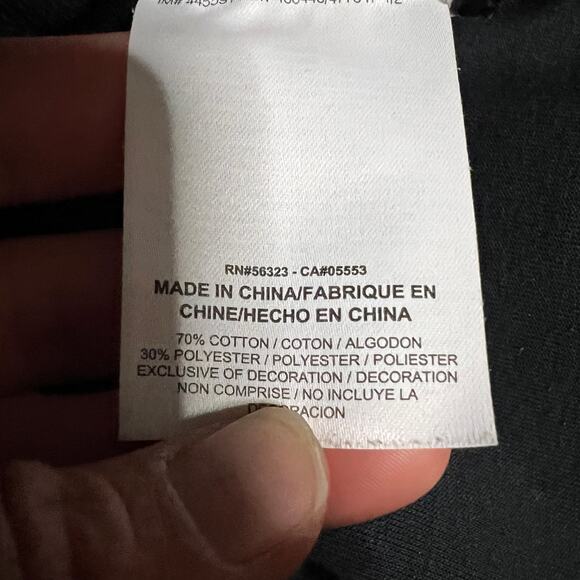 RN#56323 - CA#05553
MADE IN CHINA/FABRIQUE EN
CHINE/HECHO EN CHINA
70% COTTON / COTON / ALGODON
30% POLYESTER / POLYESTER / POLIESTER
EXCLUSIVE OF DECORATION / DECORATION
NON COMPRISE / NO INCLUYE LA
DECORACION